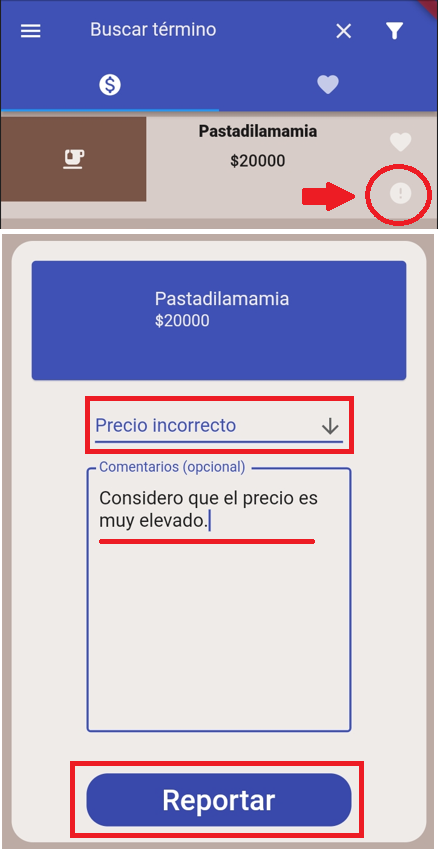 Buscar término
Pastadilamamia
$20000
Pastadilamamia
$20000
Precio incorrecto
Comentarios (opcional)
Considero que el precio es
muy elevado.
Reportar